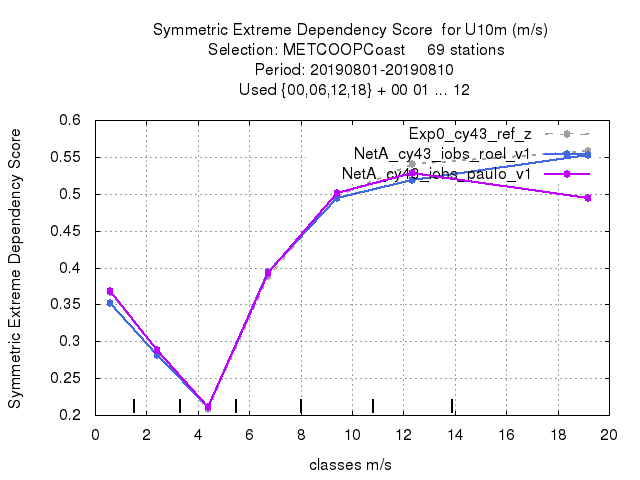 Symmetric Extreme Dependency Score  for U10m (m/s)
Selection: METCOOPCoast     69 stations
Period: 20190801-20190810
Used {00,06,12,18} + 00 01 ... 12
Symmetric Extreme Dependency Score
0.6
0.55
0.5
0.45
0.4
0.35
0.3
0.25
0.2
Exp0_cy43_ref_z
NetA_cy43_iobs_roel_v1
NetA_cy43_iobs_paulo_v1
0 2 4 6 8 10 12 14 16 18 20
classes m/s